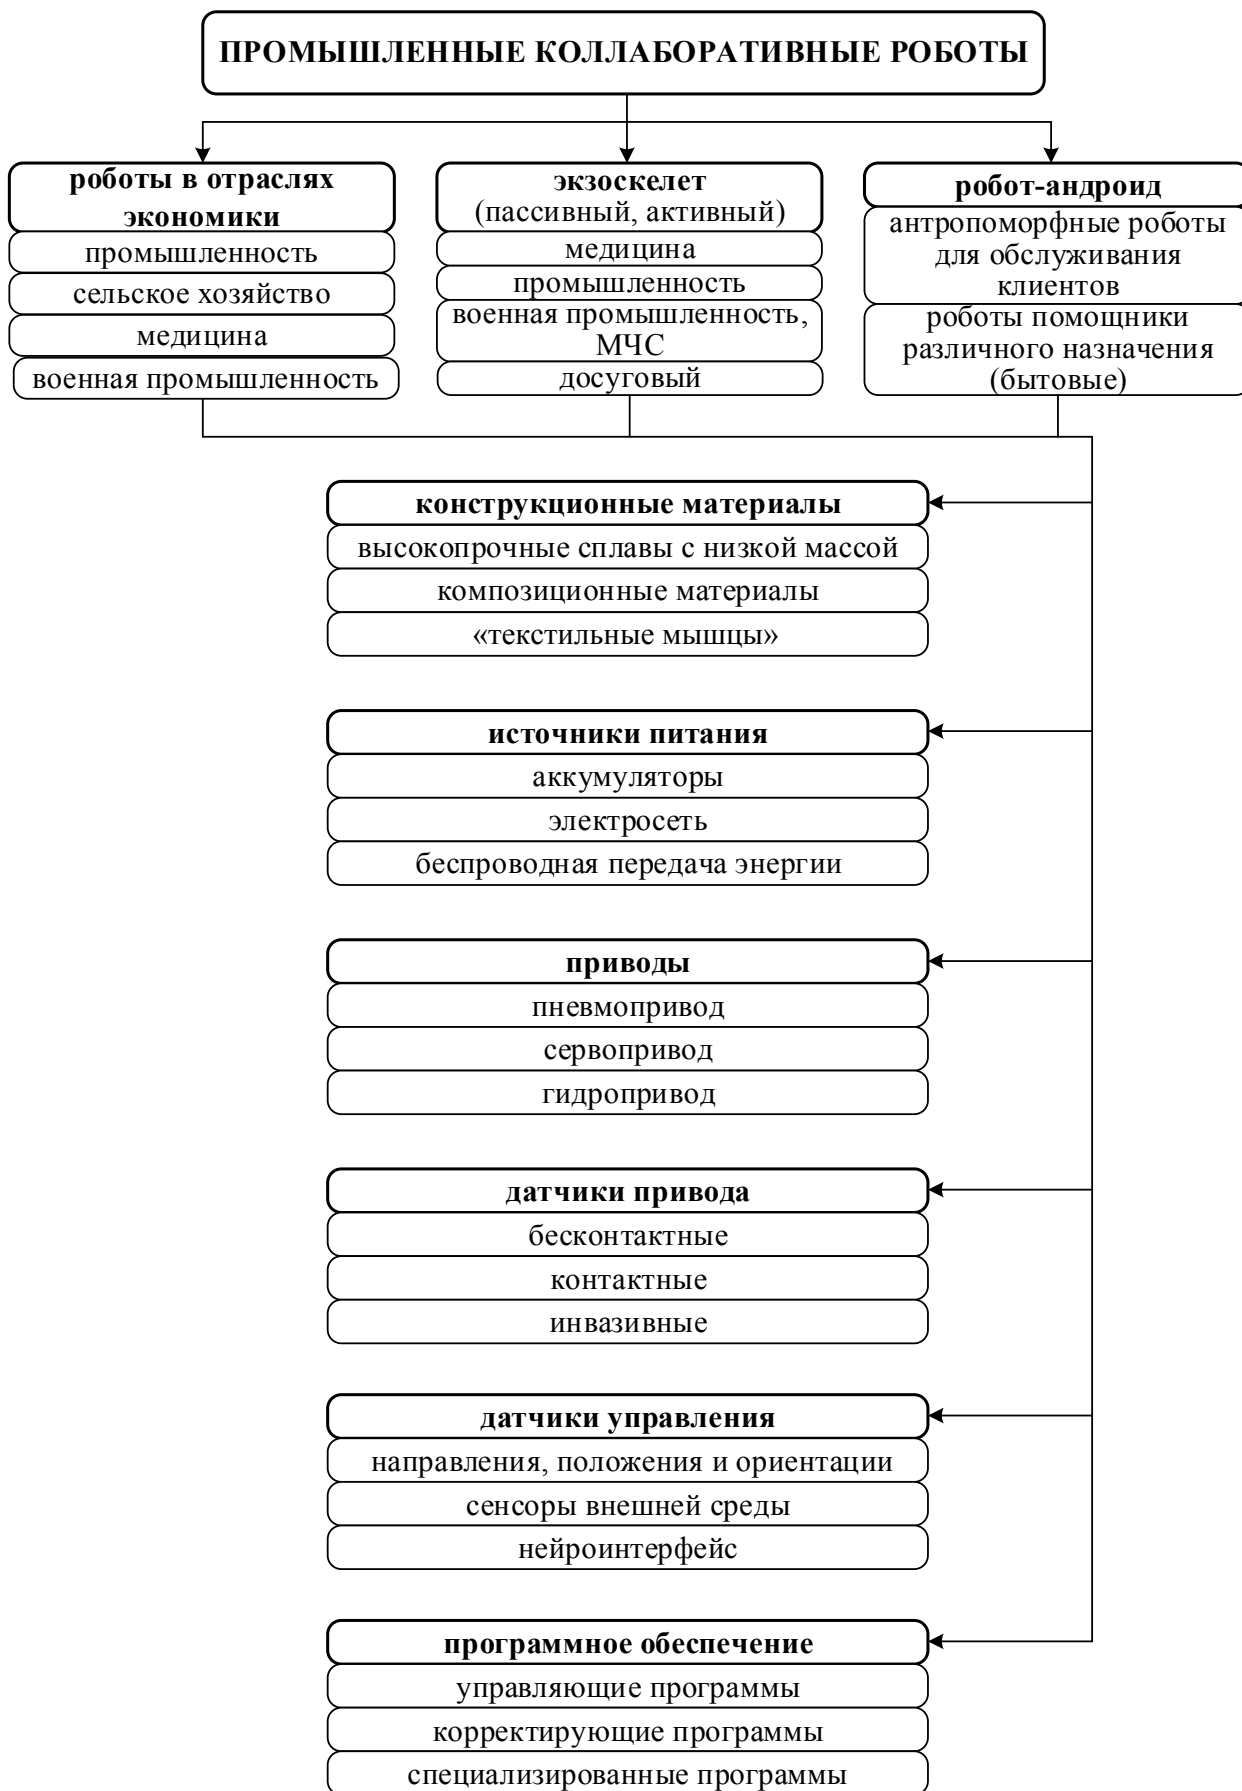 ПРОМЫШЛЕННЫЕ КОЛЛАБОРАТИВНЫЕ РОБОТЫ
роботы в отраслях
экономики
промышленность
сельское хозяйство
медицина
военная промышленность
экзоскелет
(пассивный, активный)
медицина
промышленность
военная промышленность,
МЧС
досуговый
робот-андроид
антропоморфные роботы
для обслуживания
клиентов
роботы помощники
различного назначения
(бытовые)
конструкционные материалы
высокопрочные сплавы с низкой массой
композиционные материалы
«текстильные мышцы»
источники питания
аккумуляторы
электросеть
беспроводная передача энергии
приводы
пневмопривод
сервопривод
гидропривод
датчики привода
бесконтактные
контактные
инвазивные
датчики управления
направления, положения и ориентации
сенсоры внешней среды
нейроинтерфейс
программное обеспечение
управляющие программы
корректирующие программы
специализированные программы